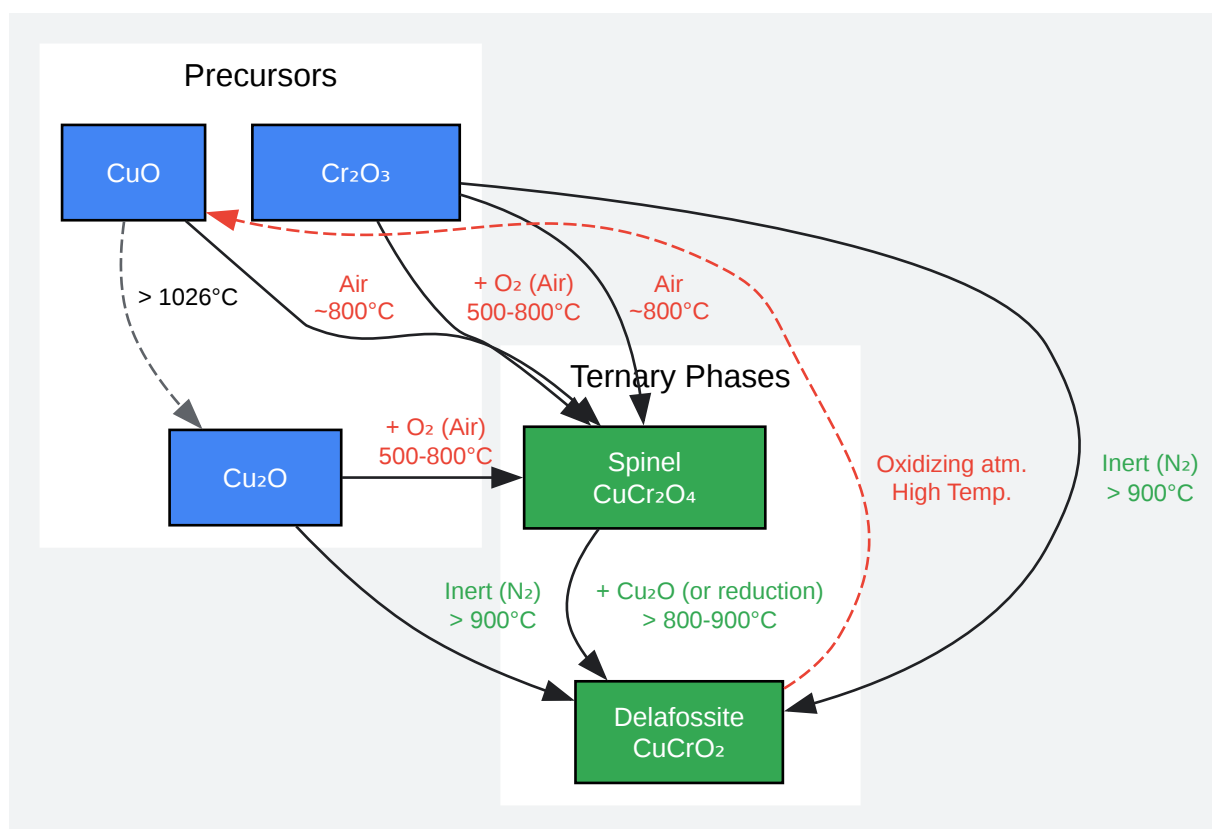 Precursors
CuO
Cr₂O₃
> 1026°C
Air
~800°C
+ O₂ (Air)
500-800°C
Air
~800°C
Ternary Phases
+ O₂ (Air)
500-800°C
Cu₂O
Spinel
CuCr₂O₄
Oxidizing atm.
High Temp.
Inert (N₂)
> 900°C
Inert (N₂)
> 900°C
+ Cu₂O (or reduction)
> 800-900°C
Delafossite
CuCrO₂